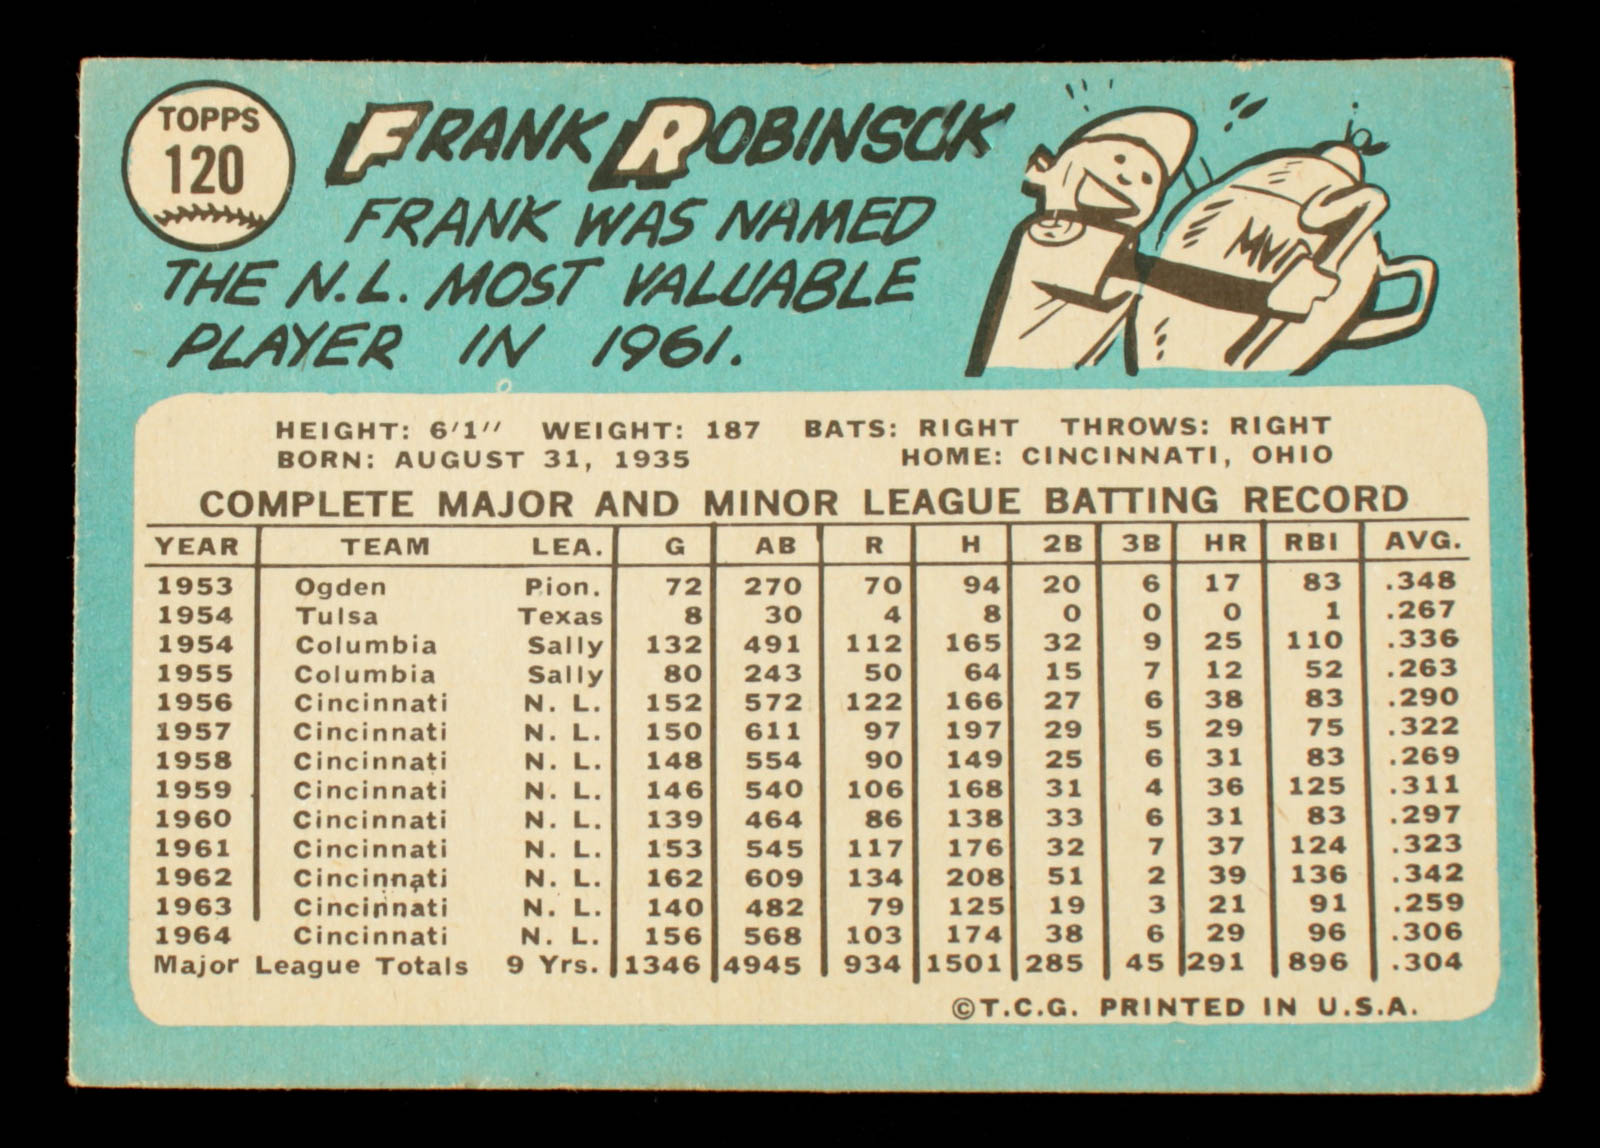 TOPPS
120
FRANK ROBINSON
FRANK WAS NAMED
THE N.L. MOST VALUABLE
PLAYER IN 1961.
MVP
HEIGHT: 6'1" WEIGHT: 187 BATS: RIGHT THROWS: RIGHT
BORN: AUGUST 31, 1935 HOME: CINCINNATI, OHIO
COMPLETE MAJOR AND MINOR LEAGUE BATTING RECORD
YEAR TEAM LEA. G AB R H 2B 3B HR RBI AVG.
1953 Ogden Pion. 72 270 70 94 20 6 17 83 .348
1954 Tulsa Texas 8 30 4 8 0 0 0 1 .267
1954 Columbia Sally 132 491 112 165 32 9 25 110 .336
1955 Columbia Sally 80 243 50 64 15 7 12 52 .263
1956 Cincinnati N. L. 152 572 122 166 27 6 38 83 .290
1957 Cincinnati N. L. 150 611 97 197 29 5 29 75 .322
1958 Cincinnati N. L. 148 554 90 149 25 6 31 83 .269
1959 Cincinnati N. L. 146 540 106 168 31 4 36 125 .311
1960 Cincinnati N. L. 139 464 86 138 33 6 31 83 .297
1961 Cincinnati N. L. 153 545 117 176 32 7 37 124 .323
1962 Cincinnati N. L. 162 609 134 208 51 2 39 136 .342
1963 Cincinnati N. L. 140 482 79 125 19 3 21 91 .259
1964 Cincinnati N. L. 156 568 103 174 38 6 29 96 .306
Major League Totals 9 Yrs. 1346 4945 934 1501 285 45 291 896 .304
©T.C.G. PRINTED IN U.S.A.